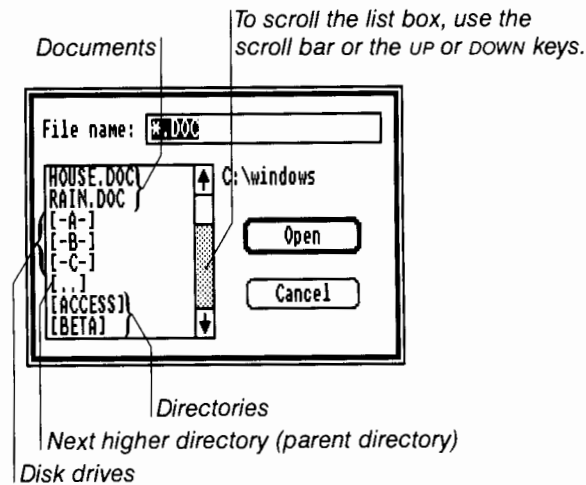 To scroll the list box, use the
Documents
scroll bar or the UP or DOWN keys.
File name: *.DOC
HOUSE.DOC
C:\windows
RAIN.DOC
[-A-]
[-B-]
Open
[-C-]
[..]
Cancel
[ACCESS]
[BETA]
Directories
Next higher directory (parent directory)
Disk drives